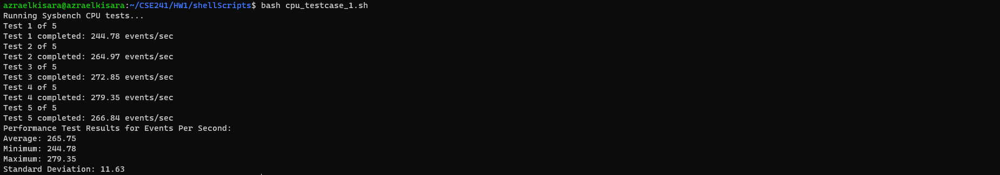 azraelkisara@azraelkisara:~/CSE241/HW1/shellScripts$ bash cpu_testcase_1.sh
Running Sysbench CPU tests...
Test 1 of 5
Test 1 completed: 244.78 events/sec
Test 2 of 5
Test 2 completed: 264.97 events/sec
Test 3 of 5
Test 3 completed: 272.85 events/sec
Test 4 of 5
Test 4 completed: 279.35 events/sec
Test 5 of 5
Test 5 completed: 266.84 events/sec
Performance Test Results for Events Per Second:
Average: 265.75
Minimum: 244.78
Maximum: 279.35
Standard Deviation: 11.63